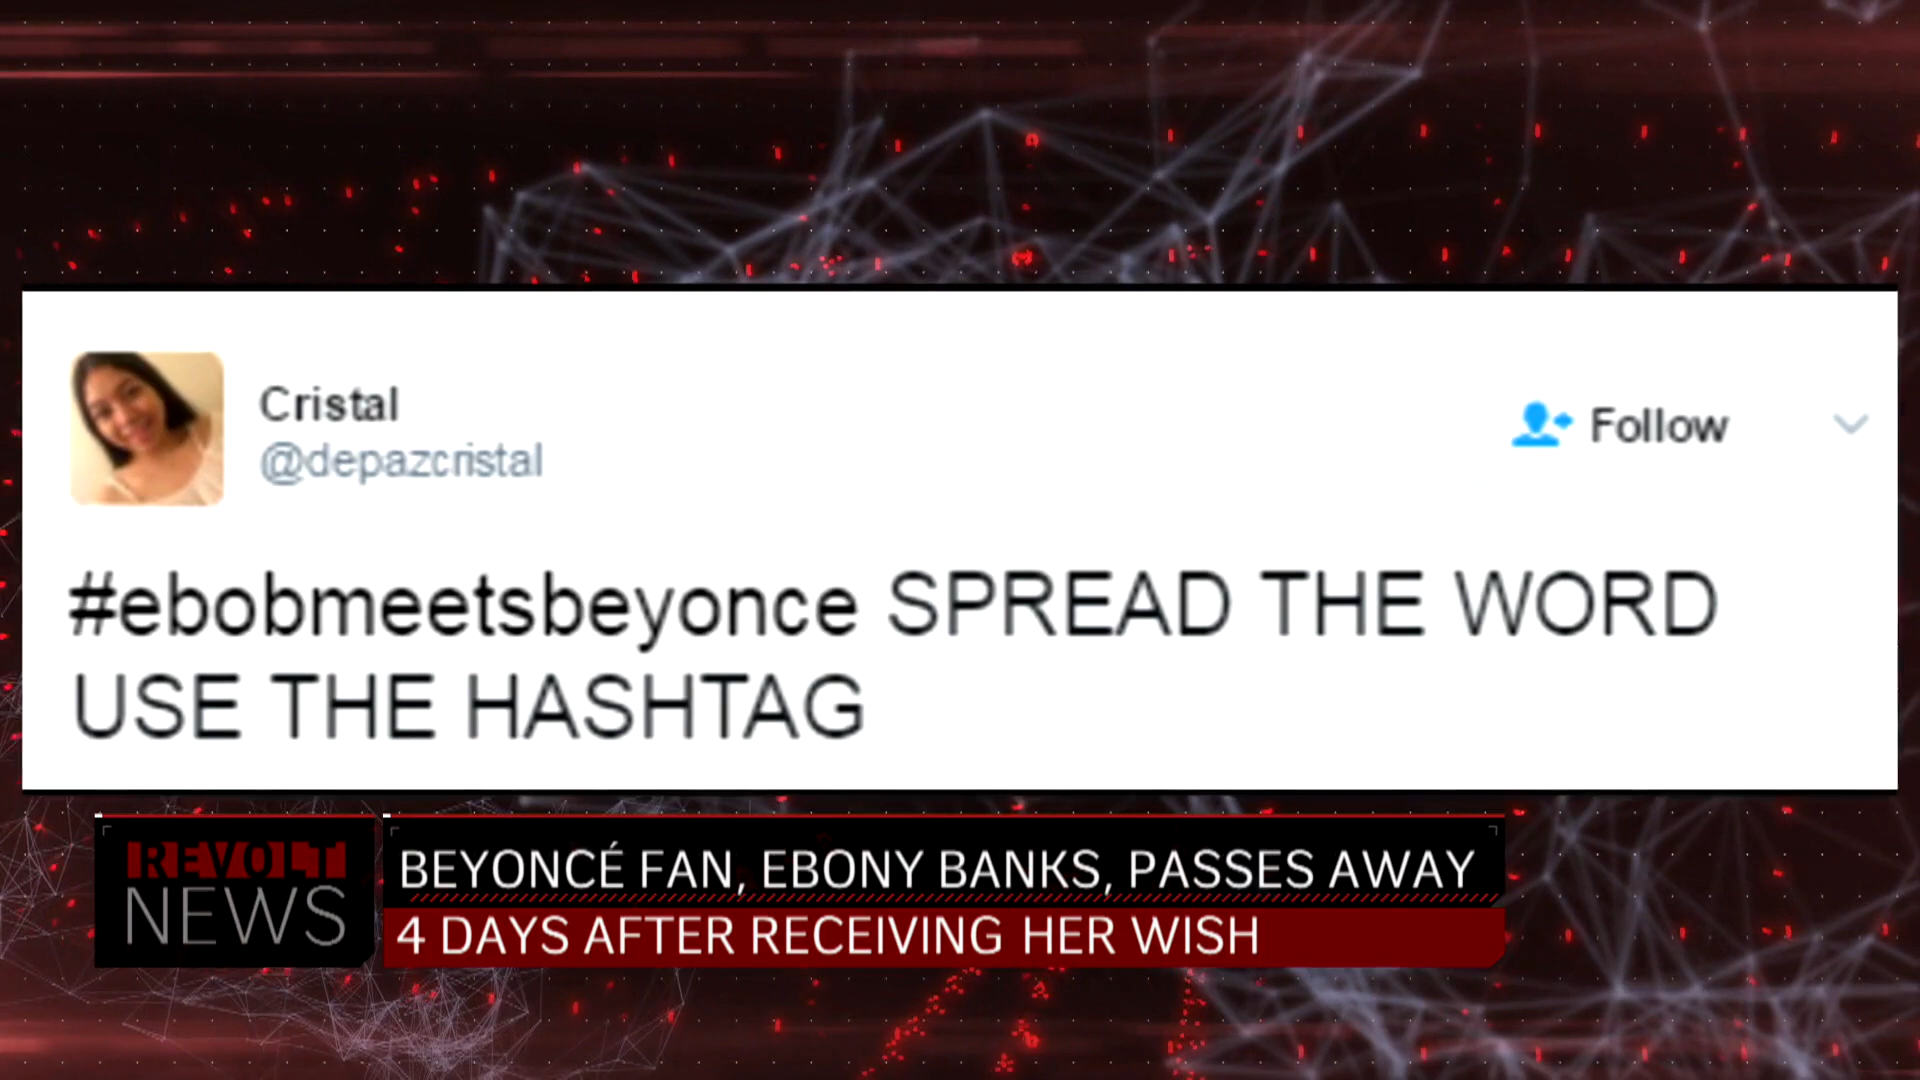 Cristal
@depazcristal
Follow
#ebobmeetsbeyonce SPREAD THE WORD
USE THE HASHTAG
REVOLT
NEWS
BEYONCÉ FAN, EBONY BANKS, PASSES AWAY
4 DAYS AFTER RECEIVING HER WISH